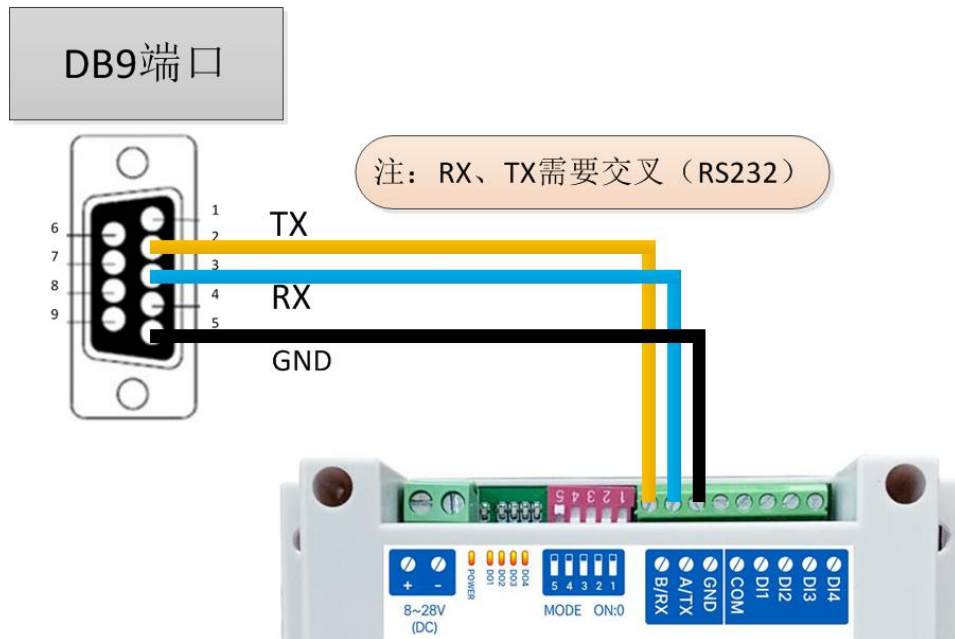 DB9端口
注：RX、TX需要交叉（RS232）
1
6
TX
2
7
3
8
RX
4
9
5
GND
5 4 3 2 1
+ -
8~28V
(DC)
POWER
DO1
DO2
DO3
DO4
5 4 3 2 1
MODE ON:0
B/RX
A/TX
GND
COM
DI1
DI2
DI3
DI4